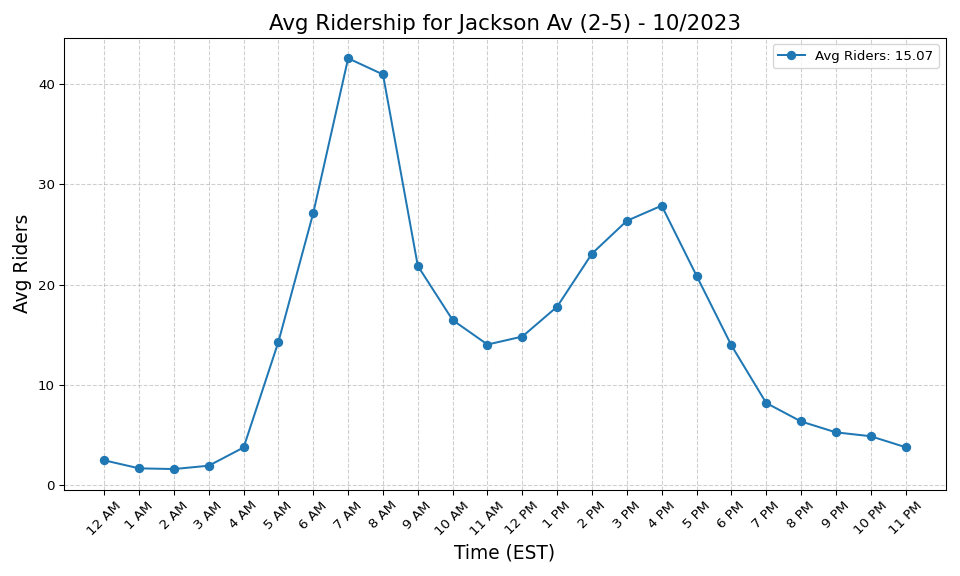 Avg Ridership for Jackson Av (2-5) - 10/2023
Avg Riders: 15.07
Avg Riders
40
30
20
10
0
12 AM
1 AM
2 AM
3 AM
4 AM
5 AM
6 AM
7 AM
8 AM
9 AM
10 AM
11 AM
12 PM
1 PM
2 PM
3 PM
4 PM
5 PM
6 PM
7 PM
8 PM
9 PM
10 PM
11 PM
Time (EST)